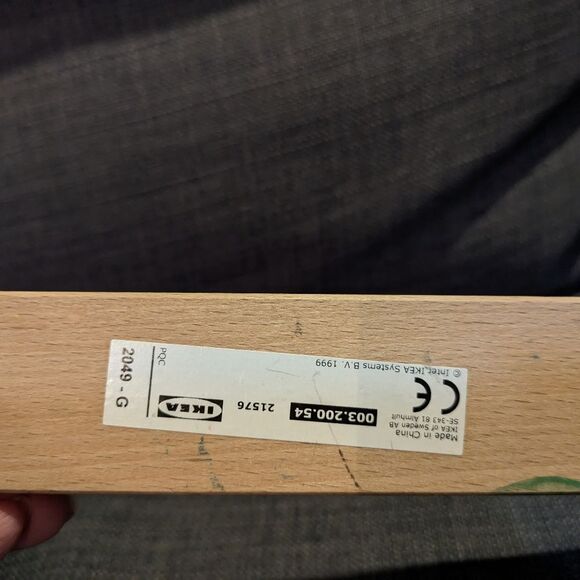 Made in China
IKEA of Sweden AB
SE-343 81 Älmhult
CE
© Inter IKEA Systems B.V. 1999
003.200.54
21576
IKEA
PQC
2049 - G